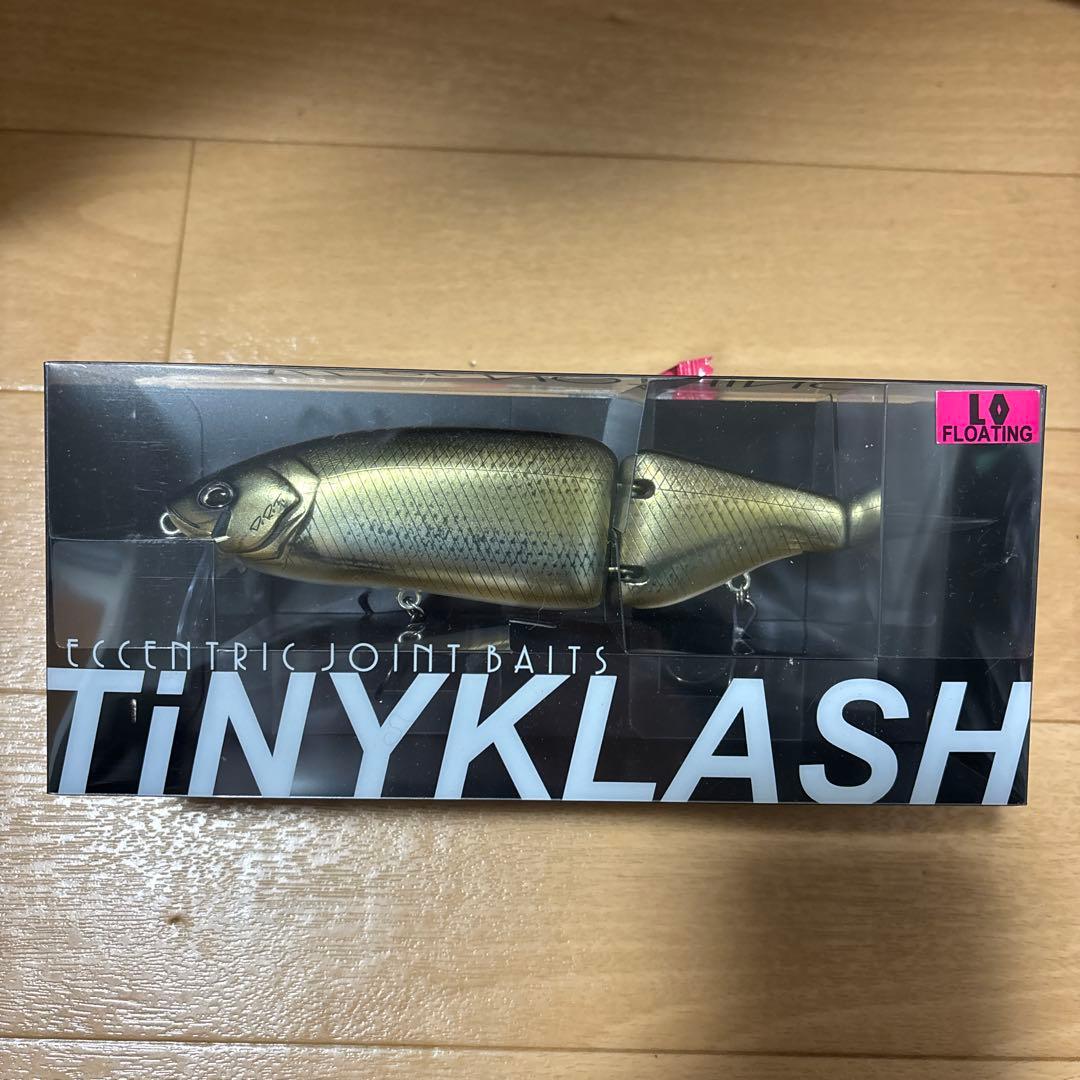 LO
FLOATING
ECCENTRIC JOINT BAITS
TiNYKLASH